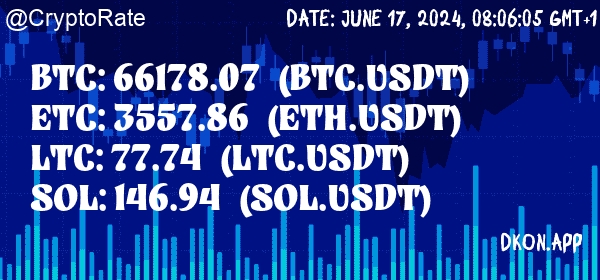 @CryptoRate
DATE: JUNE 17, 2024, 08:06:05 GMT+1
BTC: 66178.07 (BTC.USDT)
ETC: 3557.86 (ETH.USDT)
LTC: 77.74 (LTC.USDT)
SOL: 146.94 (SOL.USDT)
DKON.APP